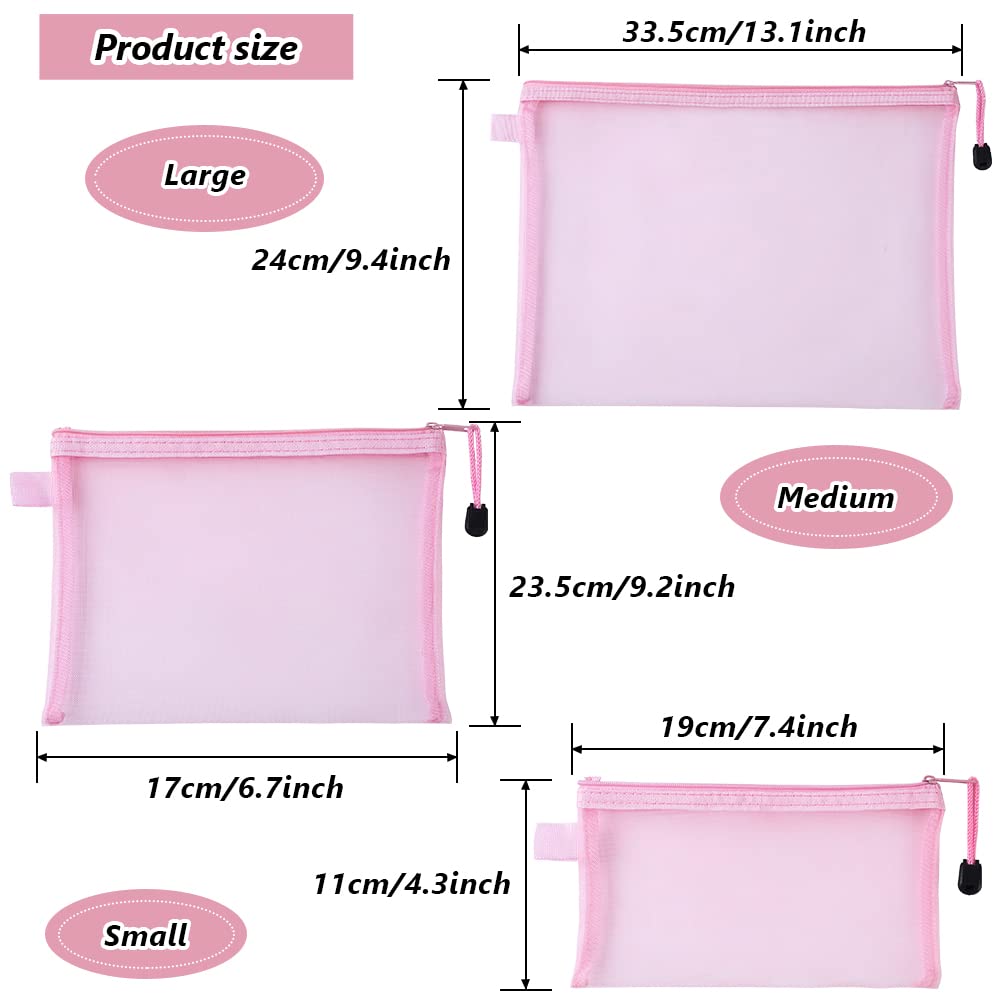 Product size
33.5cm/13.1inch
Large
24cm/9.4inch
Medium
23.5cm/9.2inch
17cm/6.7inch
19cm/7.4inch
11cm/4.3inch
Small